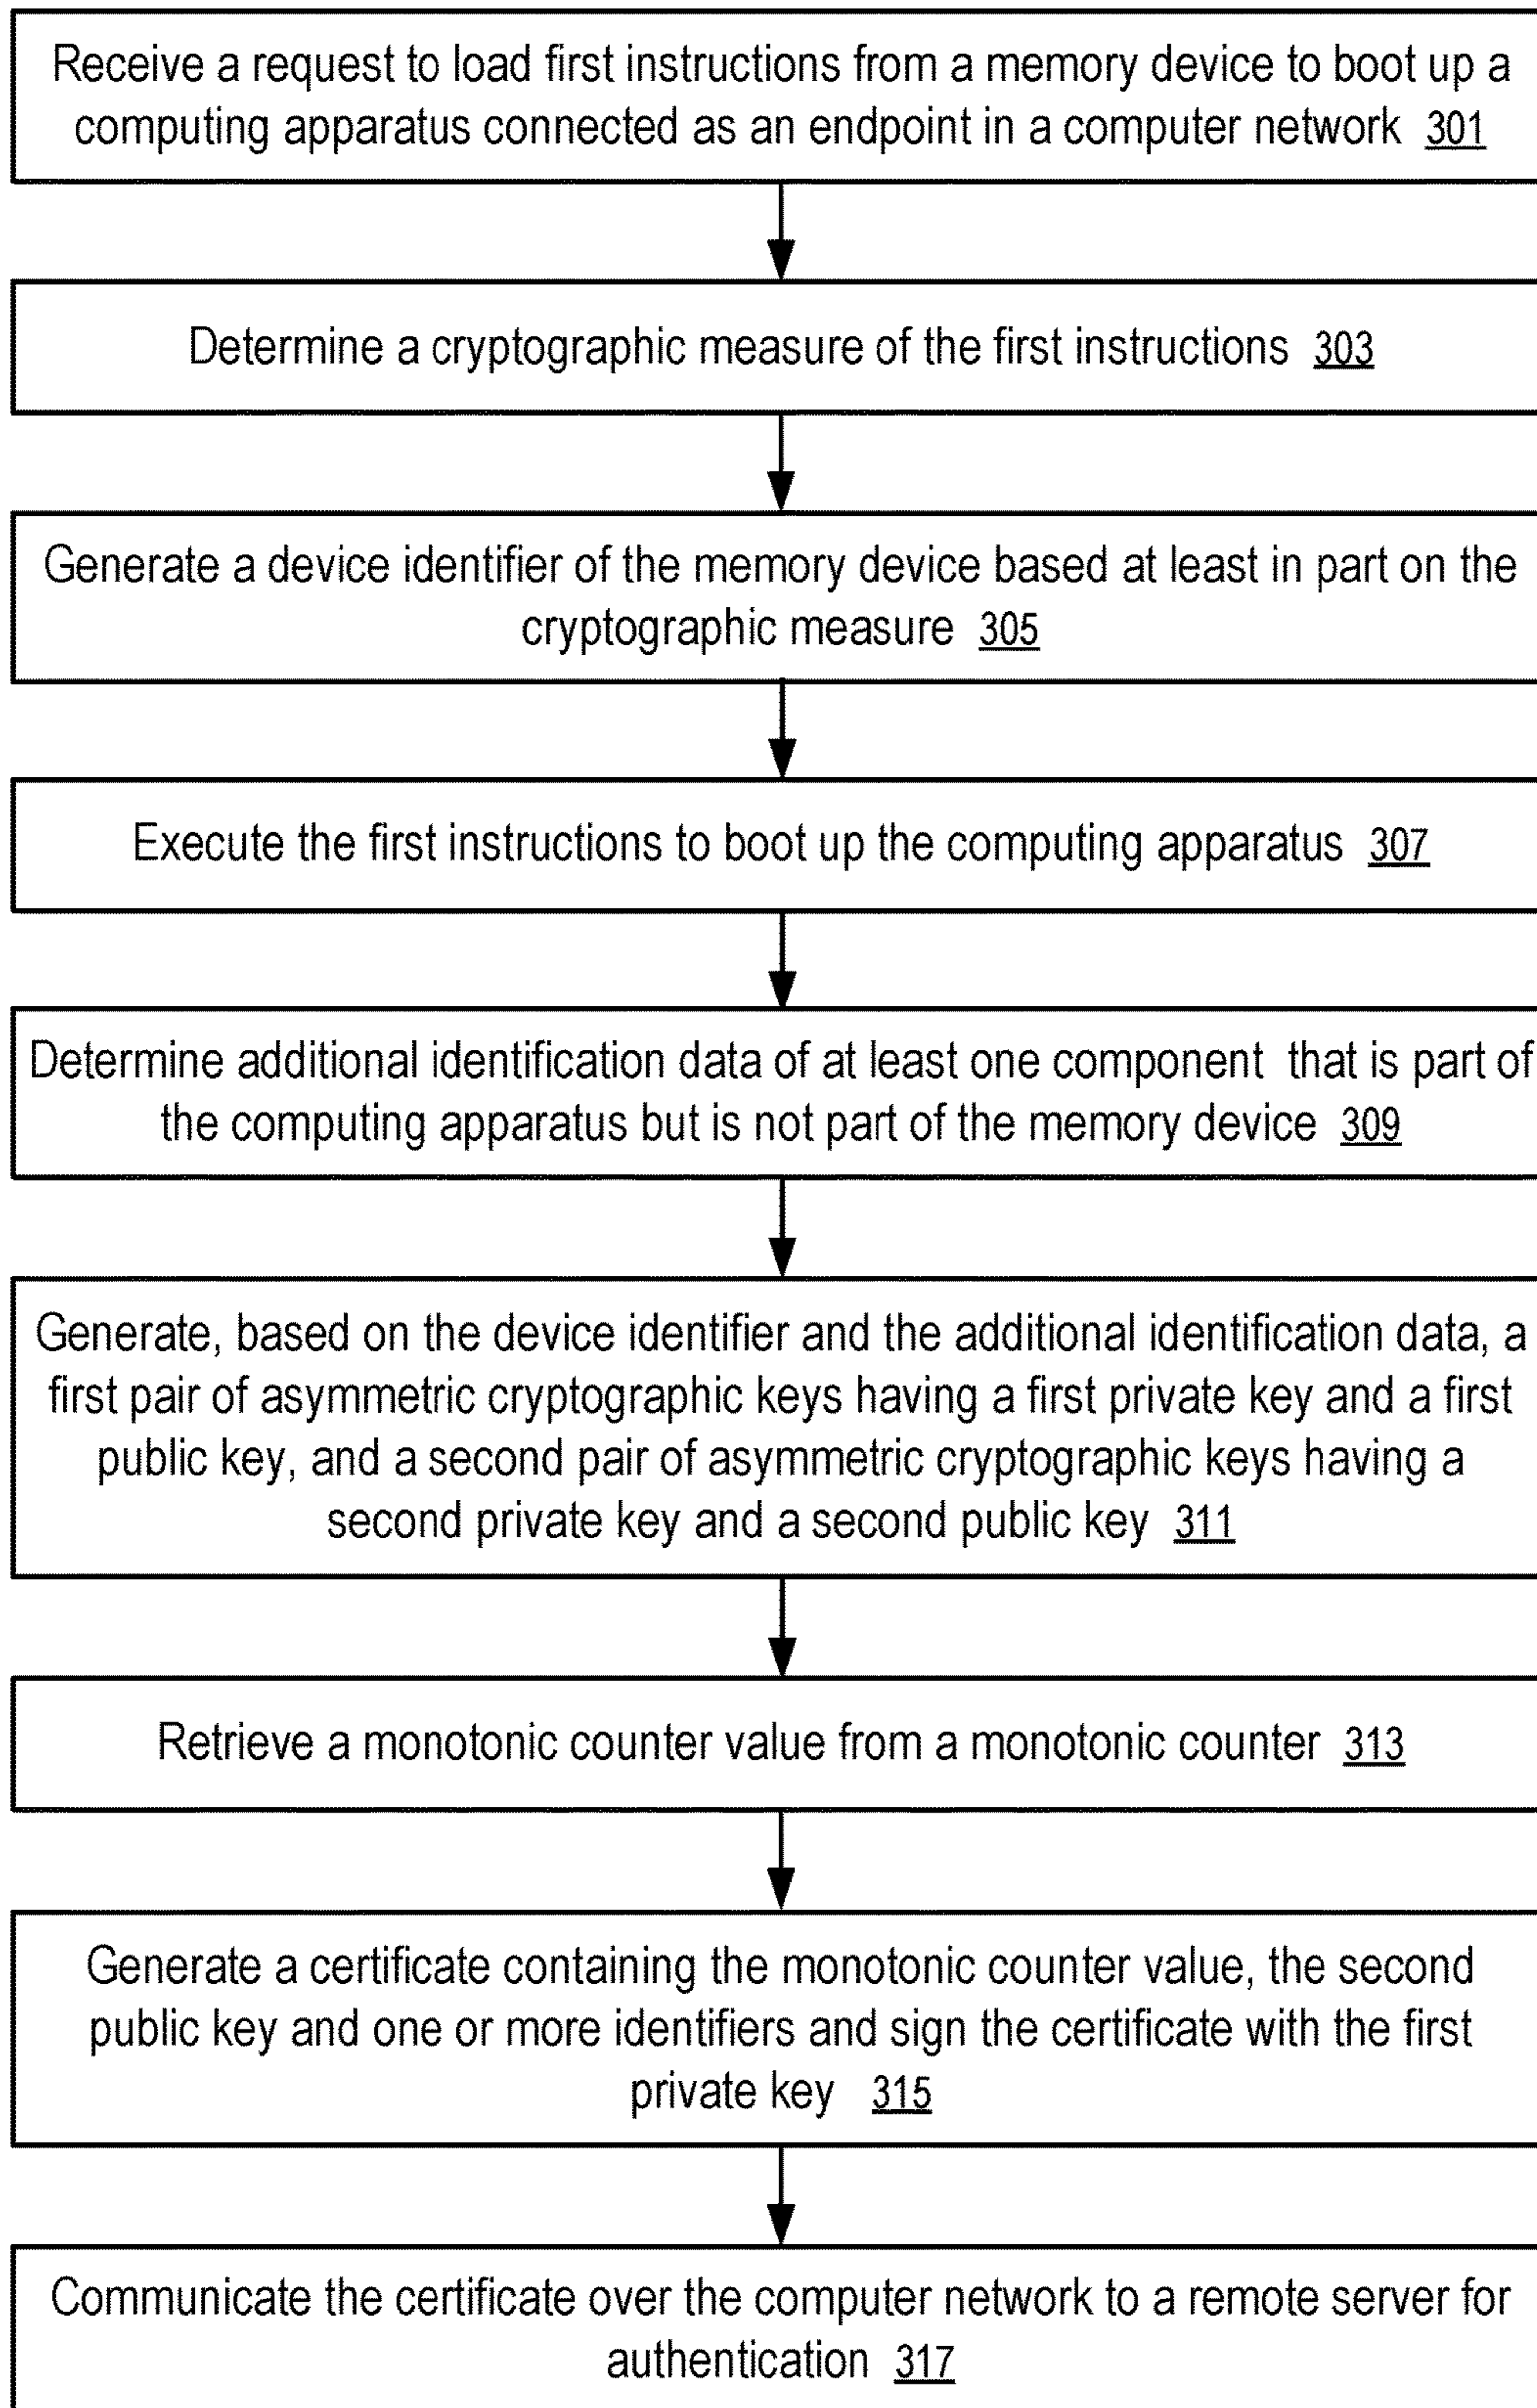 Receive a request to load first instructions from a memory device to boot up a
computing apparatus connected as an endpoint in a computer network 301
Determine a cryptographic measure of the first instructions 303
Generate a device identifier of the memory device based at least in part on the
cryptographic measure 305
Execute the first instructions to boot up the computing apparatus 307
Determine additional identification data of at least one component that is part of
the computing apparatus but is not part of the memory device 309
Generate, based on the device identifier and the additional identification data, a
first pair of asymmetric cryptographic keys having a first private key and a first
public key, and a second pair of asymmetric cryptographic keys having a
second private key and a second public key 311
Retrieve a monotonic counter value from a monotonic counter 313
Generate a certificate containing the monotonic counter value, the second
public key and one or more identifiers and sign the certificate with the first
private key 315
Communicate the certificate over the computer network to a remote server for
authentication 317